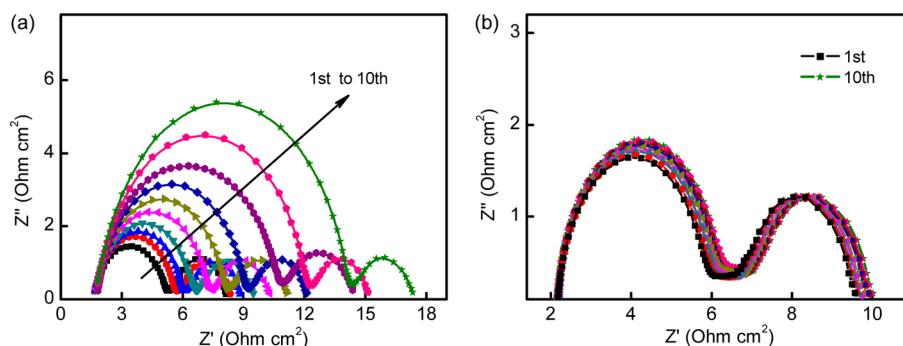 (a)
1st to 10th
Z'' (Ohm cm²)
6
4
2
0
0 3 6 9 12 15 18
Z' (Ohm cm²)
(b)
1st
10th
Z'' (Ohm cm²)
3
2
1
2 4 6 8 10
Z' (Ohm cm²)